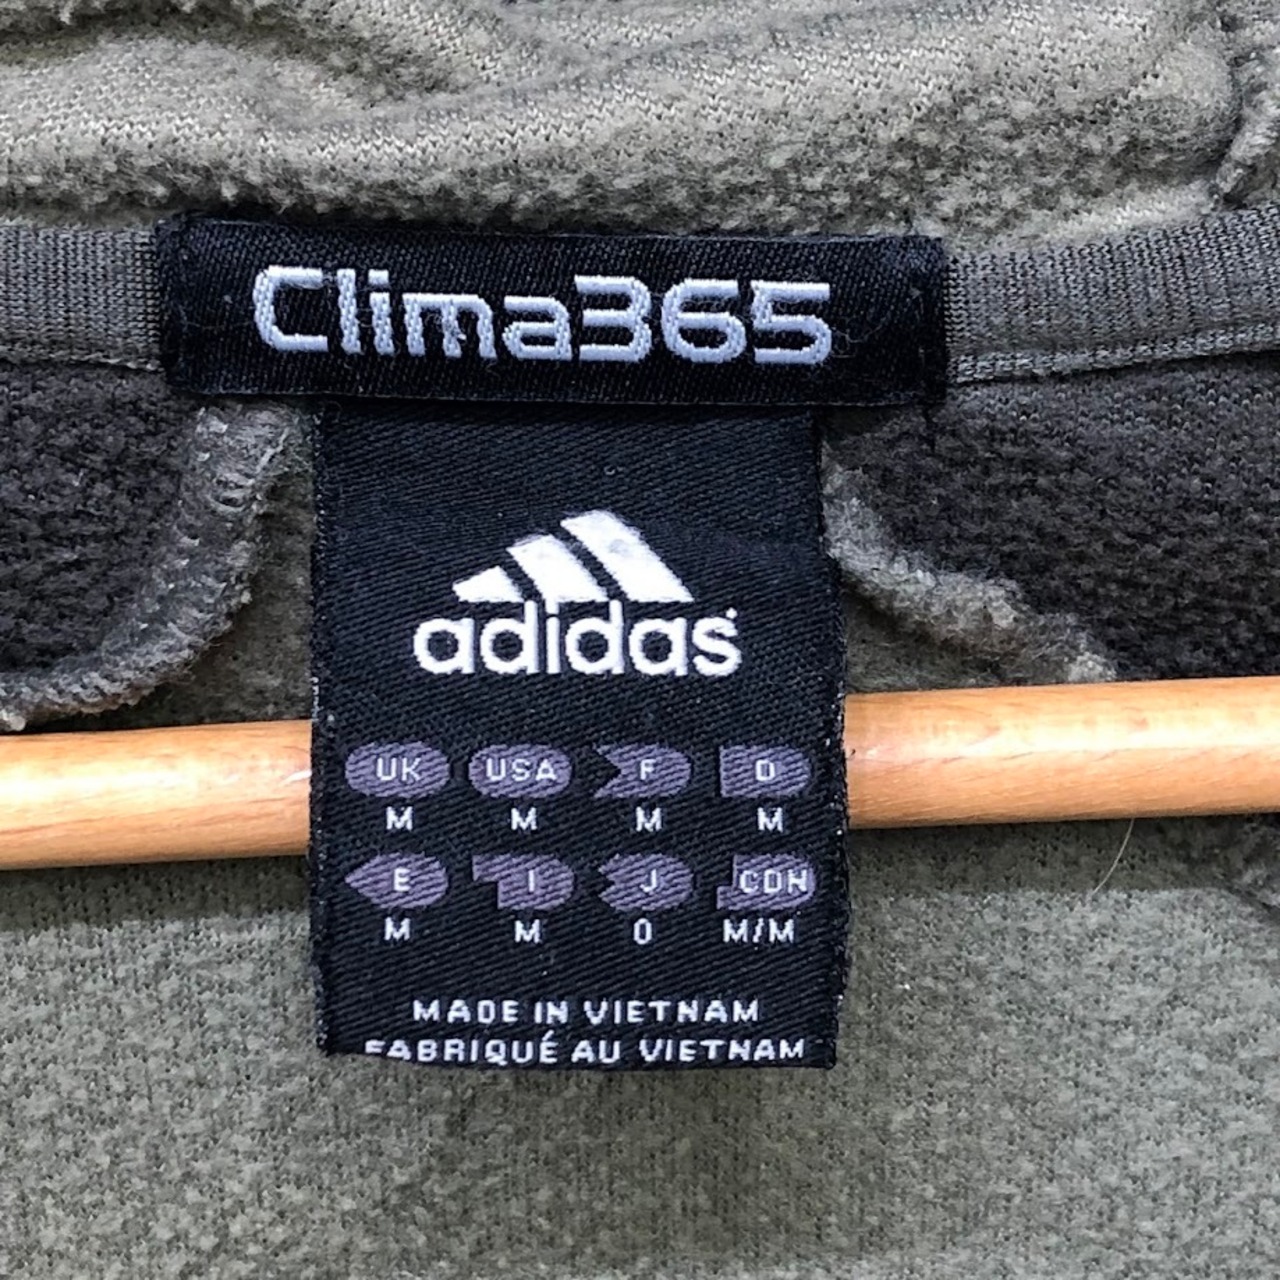 Clima365
adidas
UK USA F D
M M M M
E I J CDN
M M O M/M
MADE IN VIETNAM
FABRIQUÉ AU VIETNAM